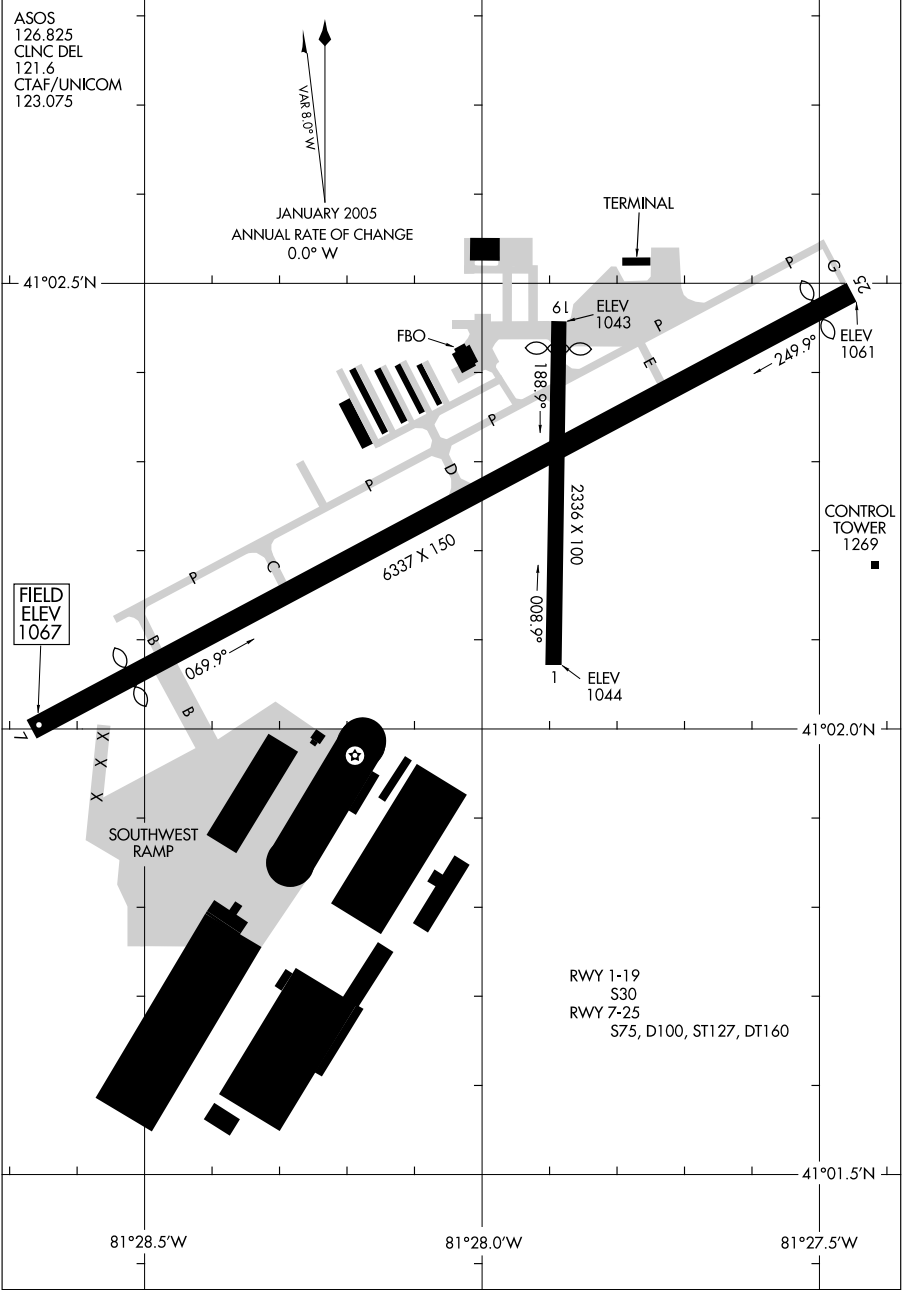 ASOS
126.825
CLNC DEL
121.6
CTAF/UNICOM
123.075
VAR 8.0° W
JANUARY 2005
ANNUAL RATE OF CHANGE
0.0° W
TERMINAL
41°02.5'N
19
ELEV
1043
FBO
P
G
25
ELEV
1061
249.9°
P
E
188.9°
P
D
P
2336 X 100
CONTROL
TOWER
1269
6337 X 150
C
P
FIELD
ELEV
1067
B
069.9°
B
008.9°
1
ELEV
1044
7
41°02.0'N
X
X
X
SOUTHWEST
RAMP
RWY 1-19
S30
RWY 7-25
S75, D100, ST127, DT160
41°01.5'N
81°28.5'W
81°28.0'W
81°27.5'W